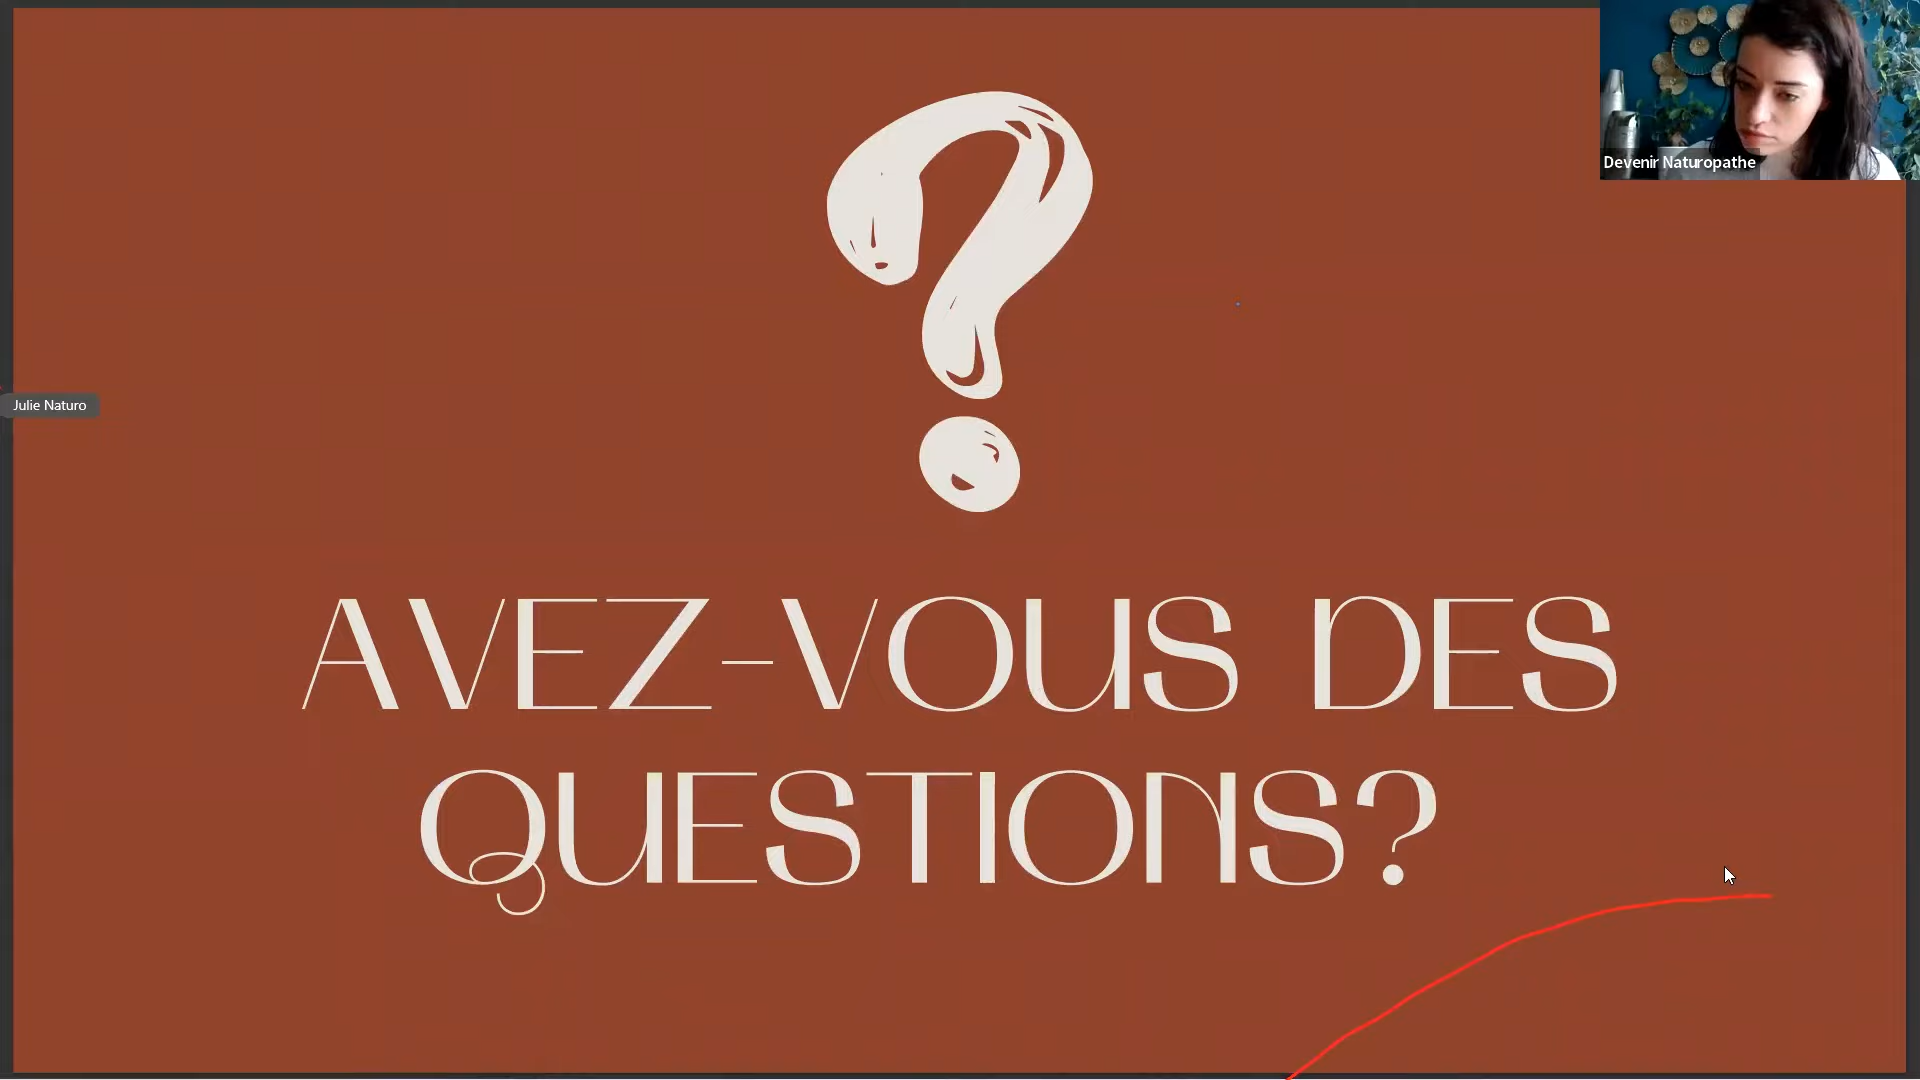 Devenir Naturopathe
Julie Naturo
?
AVEZ-VOUS DES
QUESTIONS?